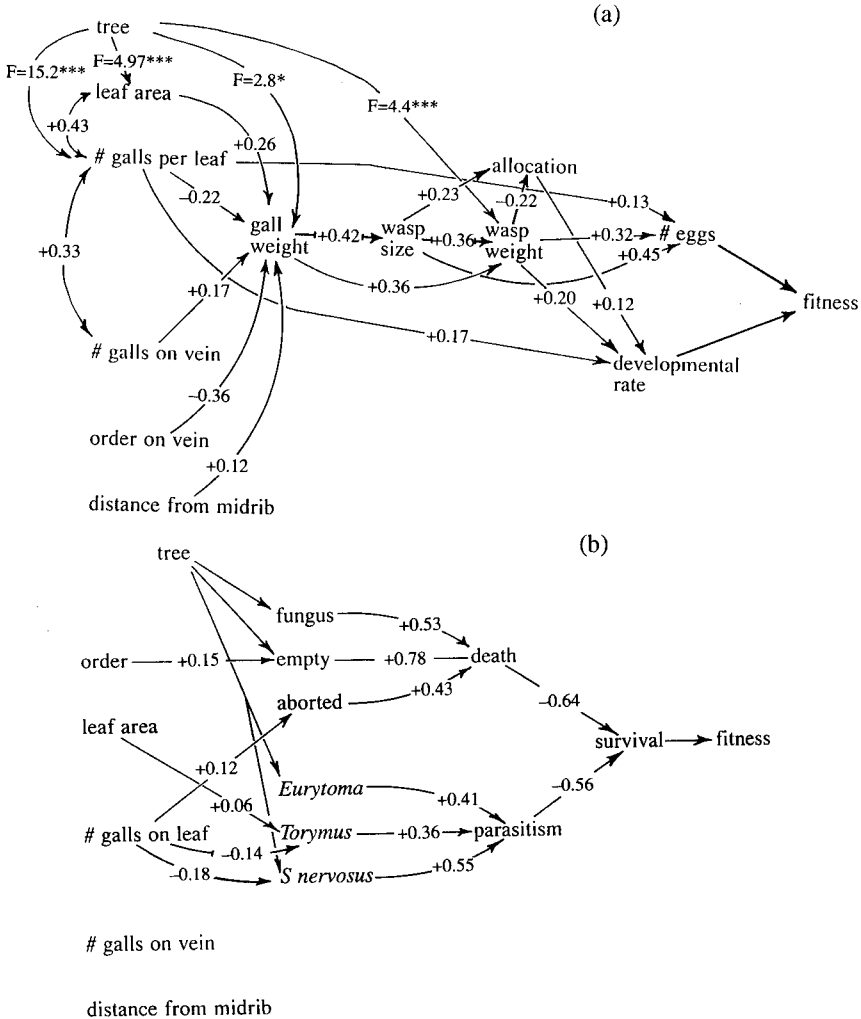 (a)
tree
F=15.2***
F=4.97***
F=2.8*
leaf area
F=4.4***
+0.43
+0.26
# galls per leaf
allocation
–0.22
+0.23
–0.22
+0.13
gall
weight
+0.42
wasp
size
+0.36
wasp
weight
+0.32
# eggs
+0.33
+0.45
+0.17
+0.36
+0.20
+0.12
fitness
+0.17
# galls on vein
developmental
rate
–0.36
order on vein
+0.12
distance from midrib
(b)
tree
fungus
+0.53
order
+0.15
empty
+0.78
death
aborted
+0.43
–0.64
leaf area
survival
fitness
+0.12
Eurytoma
–0.56
+0.06
+0.41
# galls on leaf
Torymus
+0.36
parasitism
–0.14
–0.18
S nervosus
+0.55
# galls on vein
distance from midrib